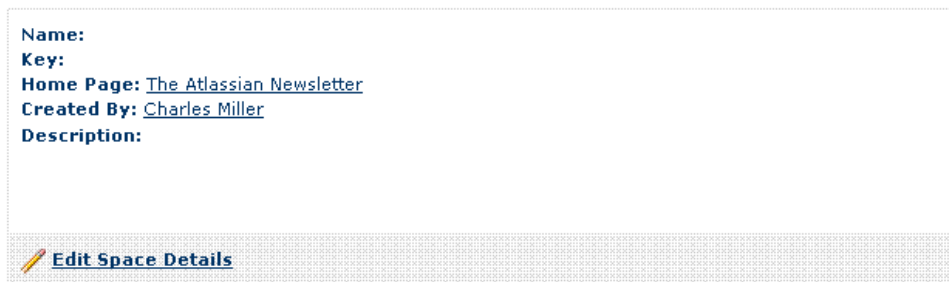 Name:
Key:
Home Page: The Atlassian Newsletter
Created By: Charles Miller
Description:
Edit Space Details